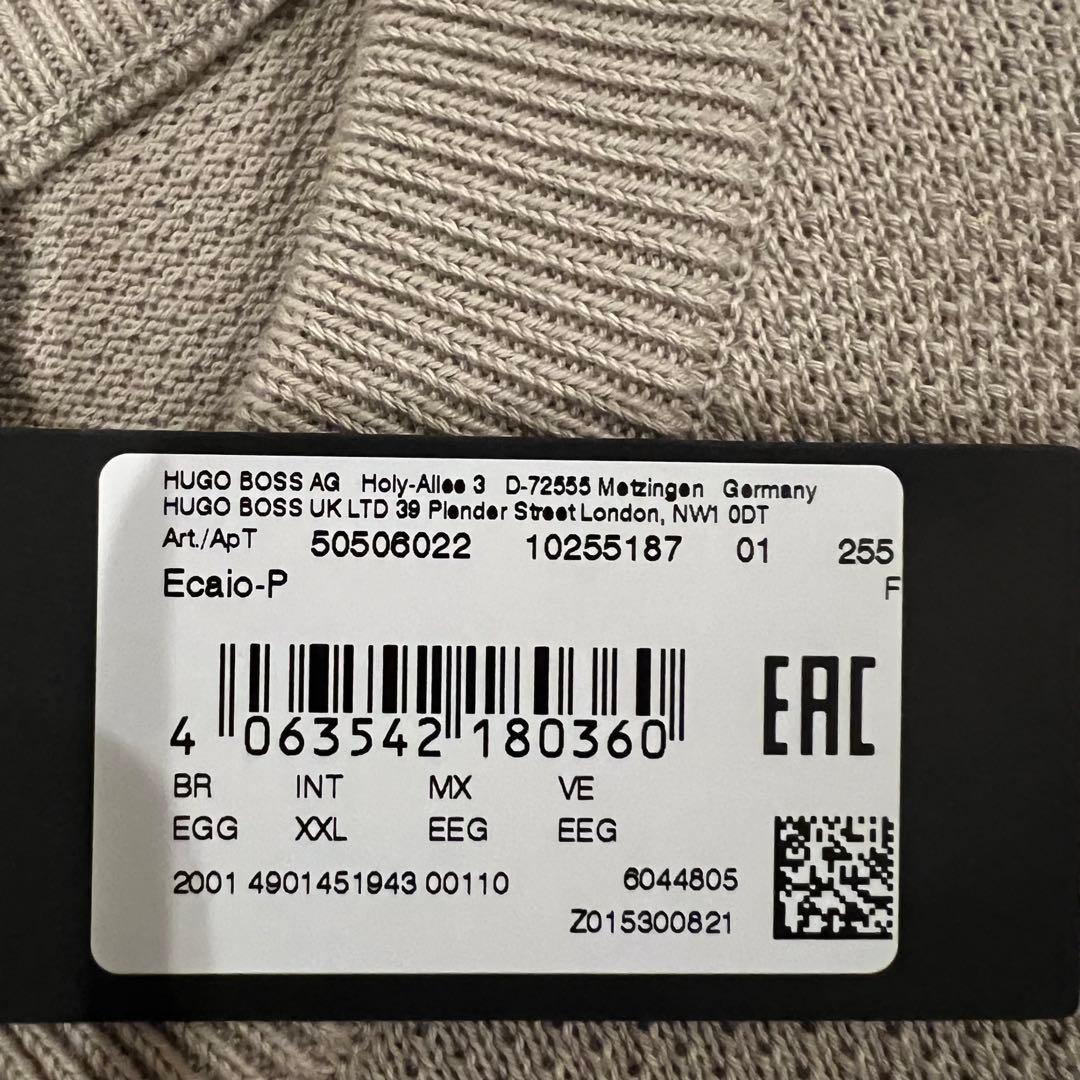 HUGO BOSS AG Holy-Allee 3 D-72555 Metzingen Germany
HUGO BOSS UK LTD 39 Plender Street London, NW1 0DT
Art./ApT 50506022 10255187 01 255
Ecaio-P F
4 063542 180360
EAC
BR INT MX VE
EGG XXL EEG EEG
2001 4901451943 00110 6044805
Z015300821